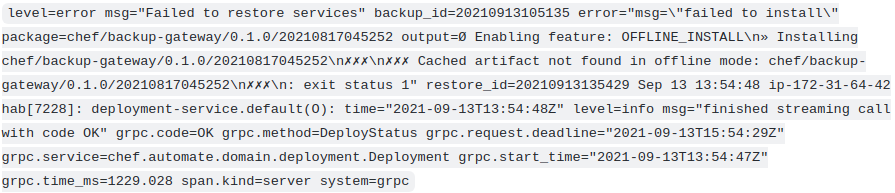 level=error msg="Failed to restore services" backup_id=20210913105135 error="msg=\"failed to install\"
package=chef/backup-gateway/0.1.0/20210817045252 output=Ø Enabling feature: OFFLINE_INSTALL\n» Installing
chef/backup-gateway/0.1.0/20210817045252\n✗✗✗\n✗✗✗ Cached artifact not found in offline mode: chef/backup-
gateway/0.1.0/20210817045252\n✗✗✗\n: exit status 1" restore_id=20210913135429 Sep 13 13:54:48 ip-172-31-64-42
hab[7228]: deployment-service.default(O): time="2021-09-13T13:54:48Z" level=info msg="finished streaming call
with code OK" grpc.code=OK grpc.method=DeployStatus grpc.request.deadline="2021-09-13T15:54:29Z"
grpc.service=chef.automate.domain.deployment.Deployment grpc.start_time="2021-09-13T13:54:47Z"
grpc.time_ms=1229.028 span.kind=server system=grpc